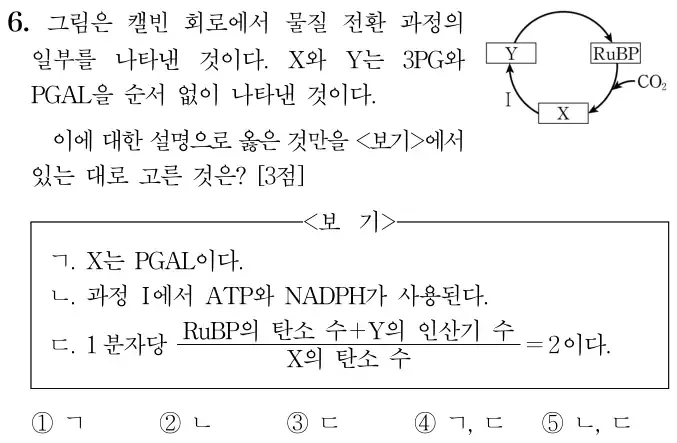 6. 그림은 캘빈 회로에서 물질 전환 과정의
일부를 나타낸 것이다. X와 Y는 3PG와
PGAL을 순서 없이 나타낸 것이다.
Y
RuBP
CO₂
I
X
이에 대한 설명으로 옳은 것만을 <보기>에서
있는 대로 고른 것은? [3점]
<보 기>
ㄱ. X는 PGAL이다.
ㄴ. 과정 I에서 ATP와 NADPH가 사용된다.
ㄷ. 1분자당 (RuBP의 탄소 수+Y의 인산기 수)/(X의 탄소 수) = 2이다.
① ㄱ ② ㄴ ③ ㄷ ④ ㄱ, ㄷ ⑤ ㄴ, ㄷ